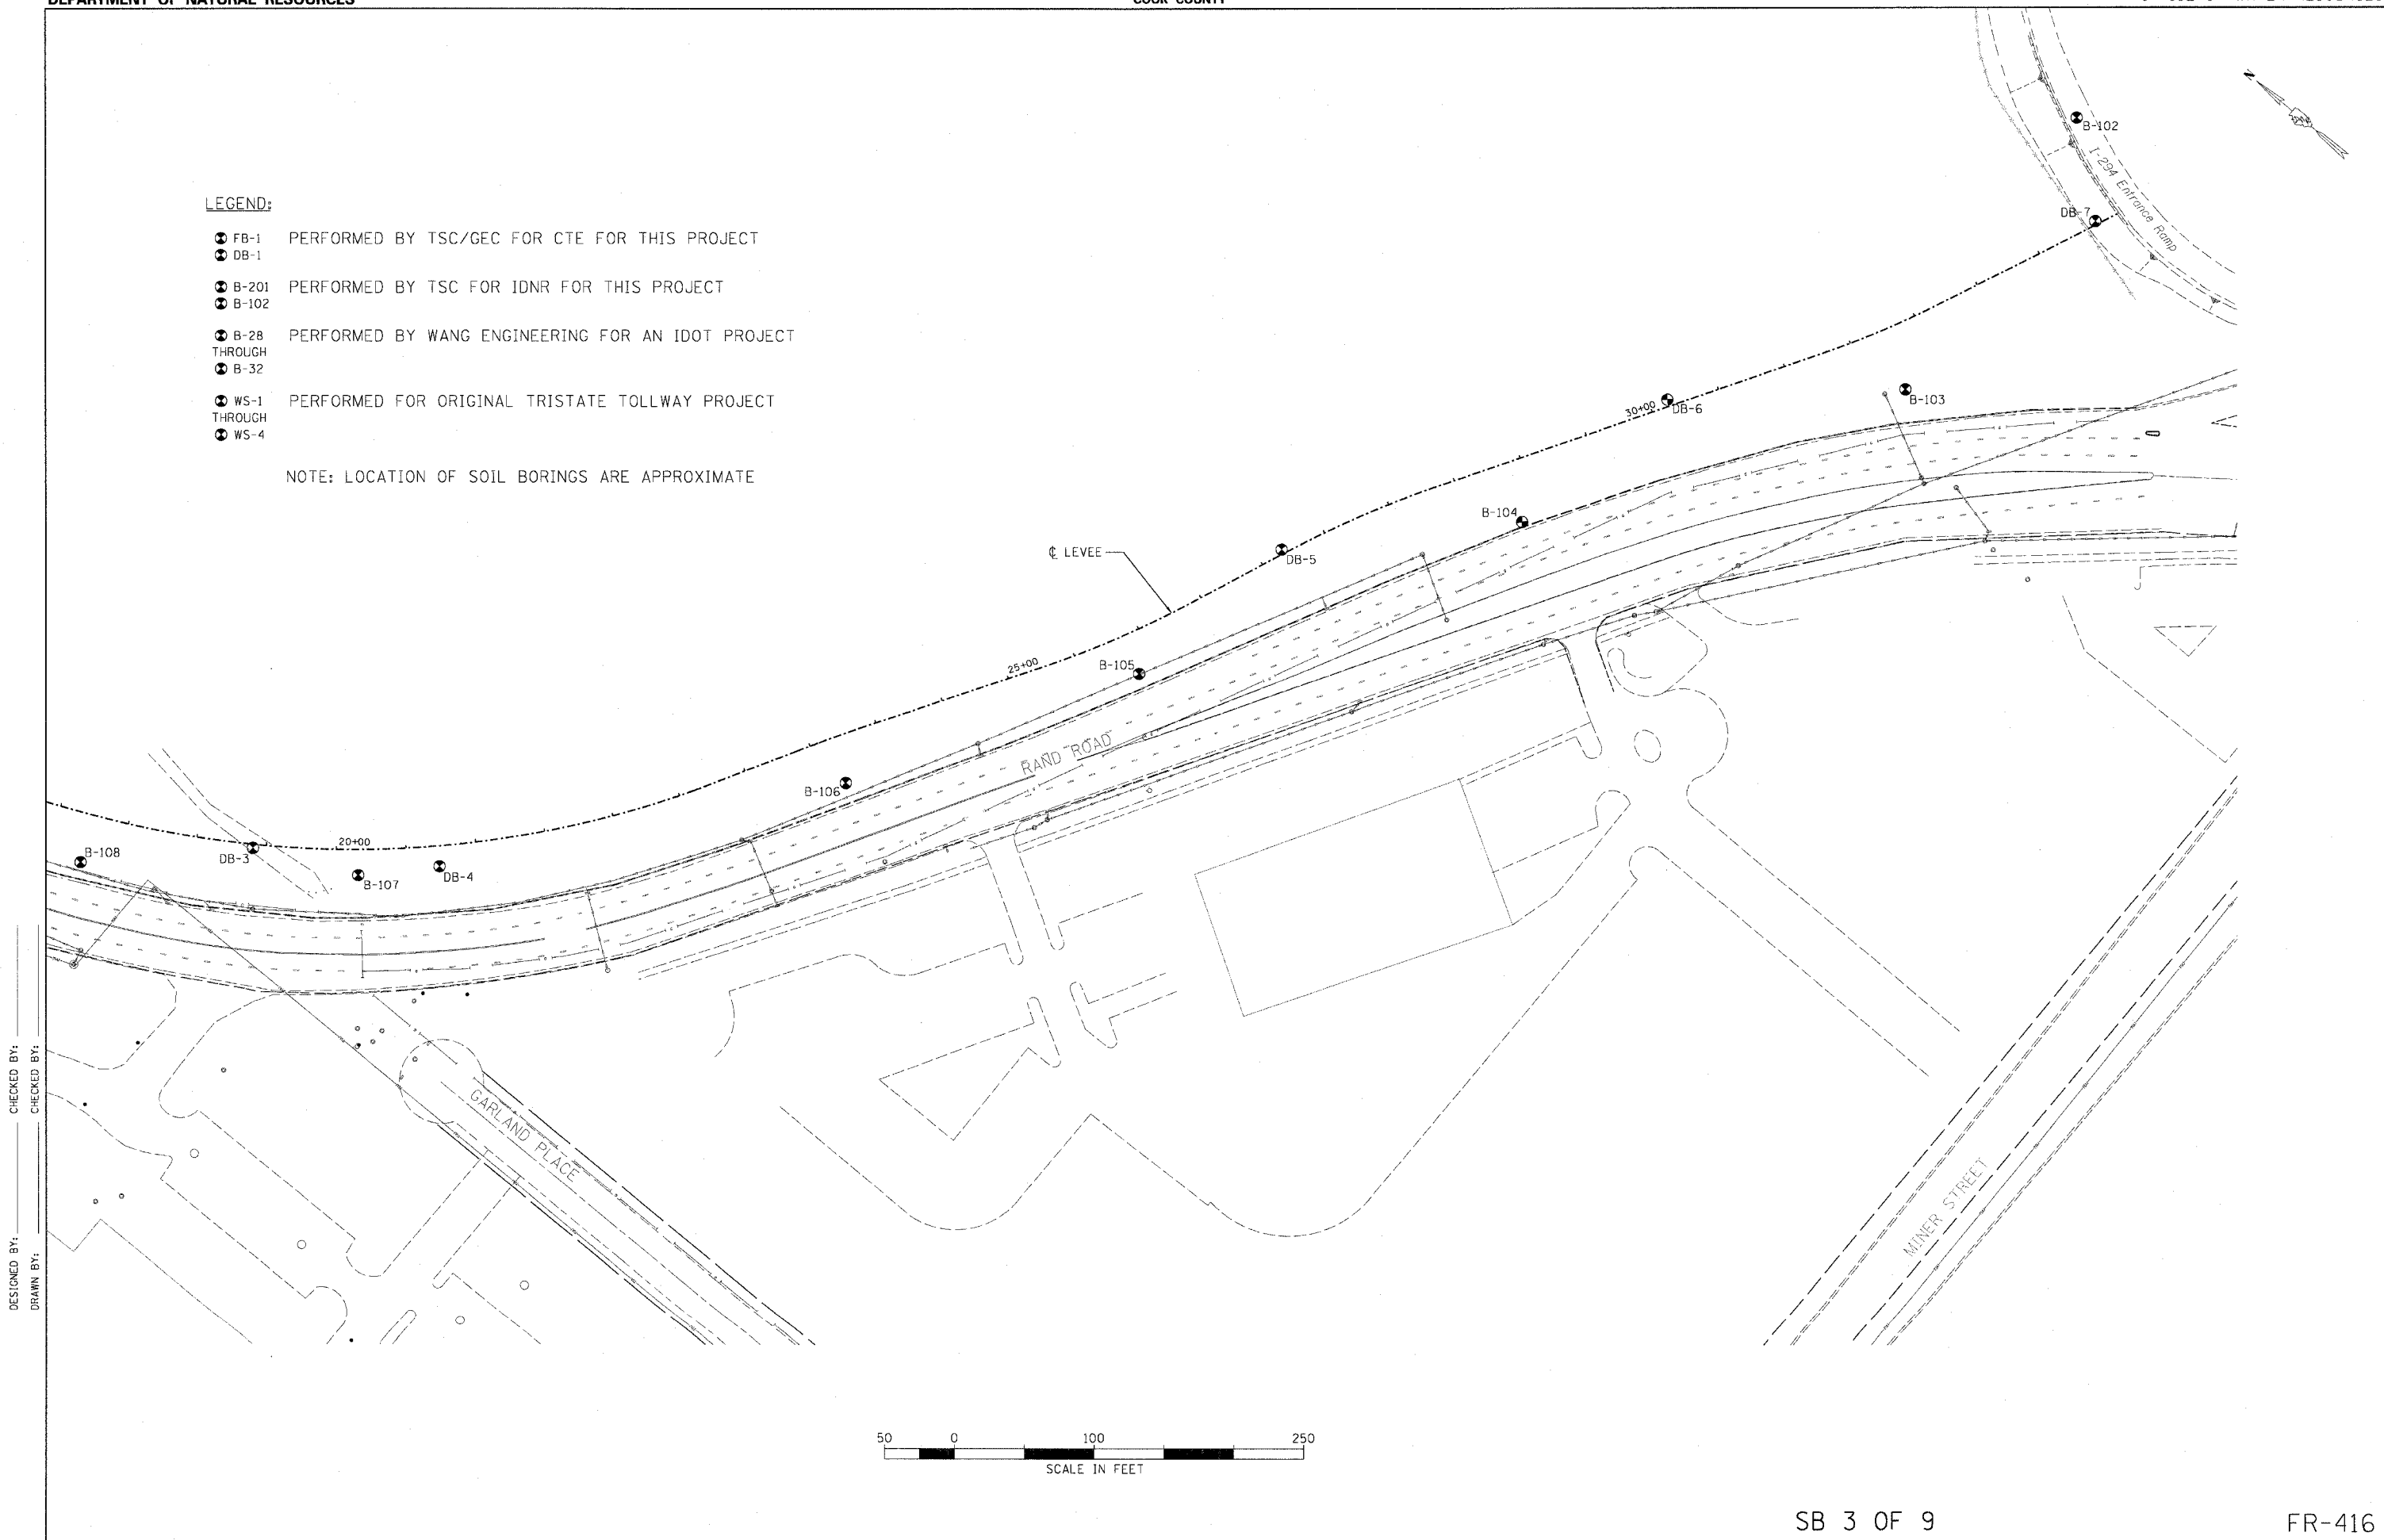 DEPARTMENT OF NATURAL RESOURCES
COOK COUNTY
B-102
I-294 Entrance Ramp
DB-7
LEGEND:
FB-1 PERFORMED BY TSC/GEC FOR CTE FOR THIS PROJECT
DB-1
B-201 PERFORMED BY TSC FOR IDNR FOR THIS PROJECT
B-102
B-28 PERFORMED BY WANG ENGINEERING FOR AN IDOT PROJECT
THROUGH
B-32
WS-1 PERFORMED FOR ORIGINAL TRISTATE TOLLWAY PROJECT
THROUGH
WS-4
NOTE: LOCATION OF SOIL BORINGS ARE APPROXIMATE
B-103
30+00
DB-6
B-104
℄ LEVEE
DB-5
25+00
B-105
RAND ROAD
B-106
20+00
B-108
DB-3
B-107
DB-4
GARLAND PLACE
MINER STREET
DESIGNED BY: CHECKED BY:
DRAWN BY: CHECKED BY:
50 0 100 250
SCALE IN FEET
SB 3 OF 9
FR-416